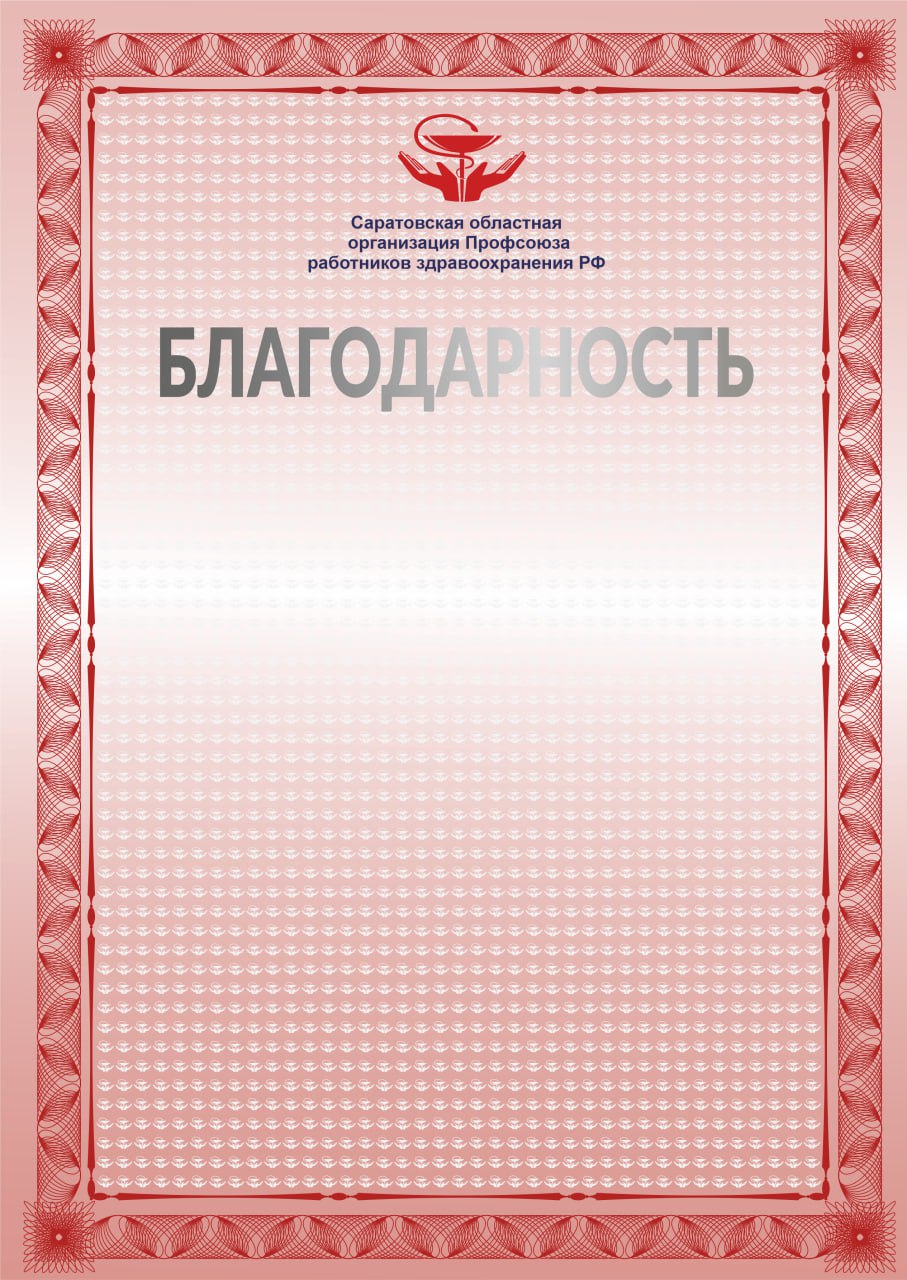 Саратовская областная
организация Профсоюза
работников здравоохранения РФ
БЛАГОДАРНОСТЬ